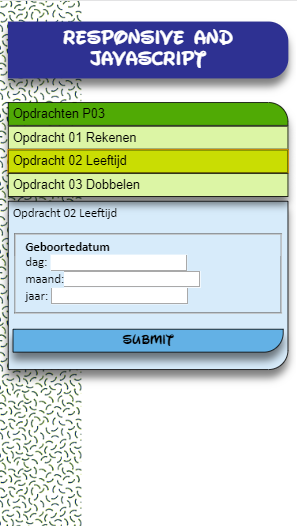 RESPONSIVE AND
JAVASCRIPT
Opdrachten P03
Opdracht 01 Rekenen
Opdracht 02 Leeftijd
Opdracht 03 Dobbelen
Opdracht 02 Leeftijd
Geboortedatum
dag:
maand:
jaar:
SUBMIT